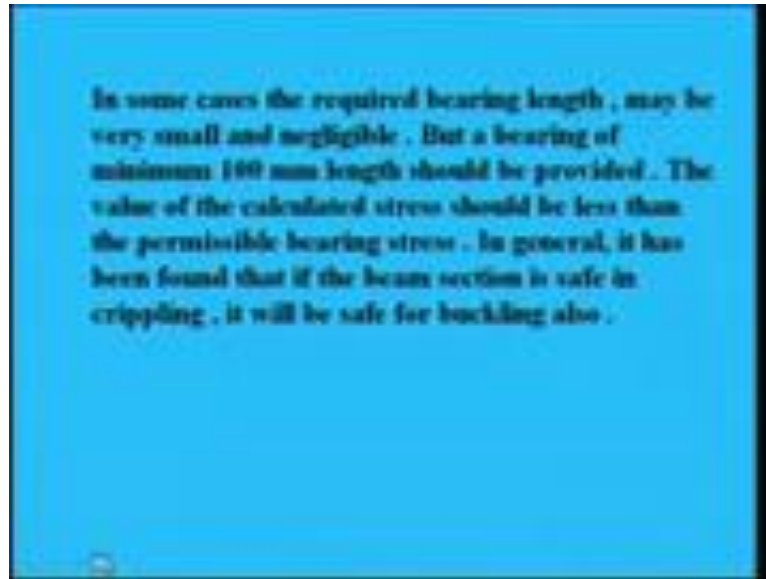 In some cases the required bearing length , may be
very small and negligible . But a bearing of
minimum 100 mm length should be provided . The
value of the calculated stress should be less than
the permissible bearing stress . In general, it has
been found that if the beam section is safe in
crippling , it will be safe for buckling also .